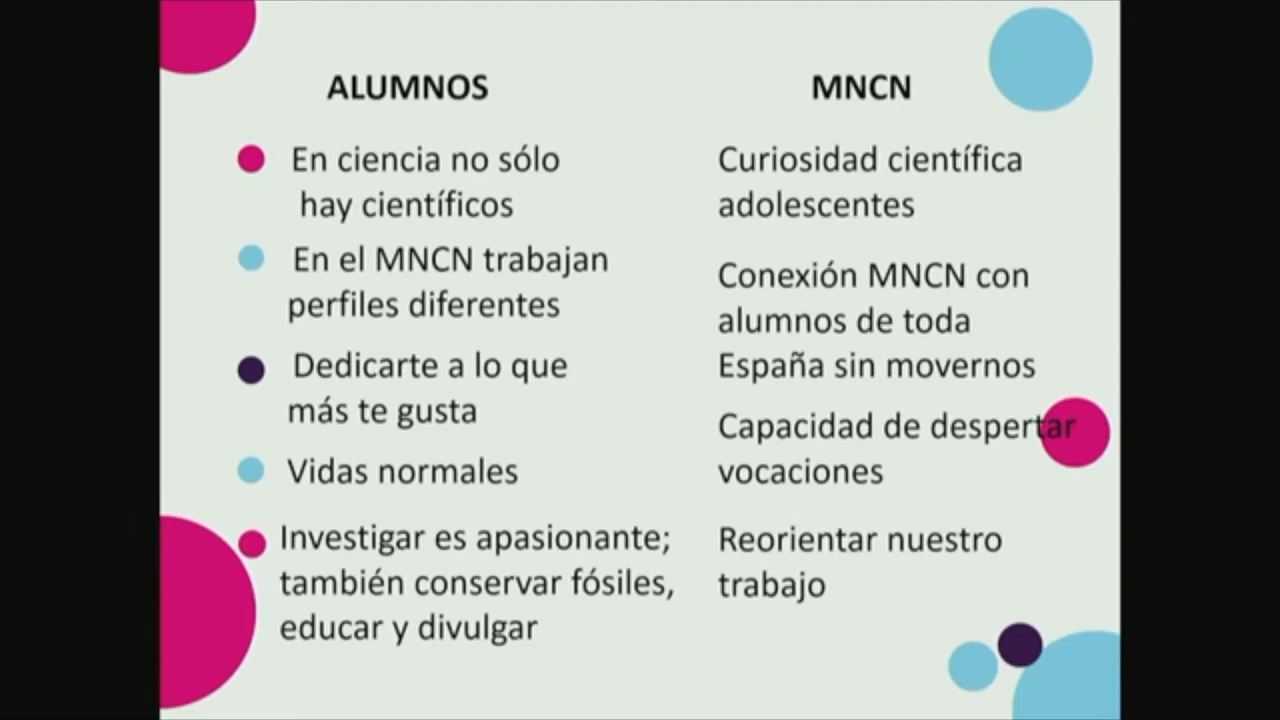 ALUMNOS
En ciencia no sólo
hay científicos
En el MNCN trabajan
perfiles diferentes
Dedicarte a lo que
más te gusta
Vidas normales
Investigar es apasionante;
también conservar fósiles,
educar y divulgar
MNCN
Curiosidad científica
adolescentes
Conexión MNCN con
alumnos de toda
España sin movernos
Capacidad de despertar
vocaciones
Reorientar nuestro
trabajo